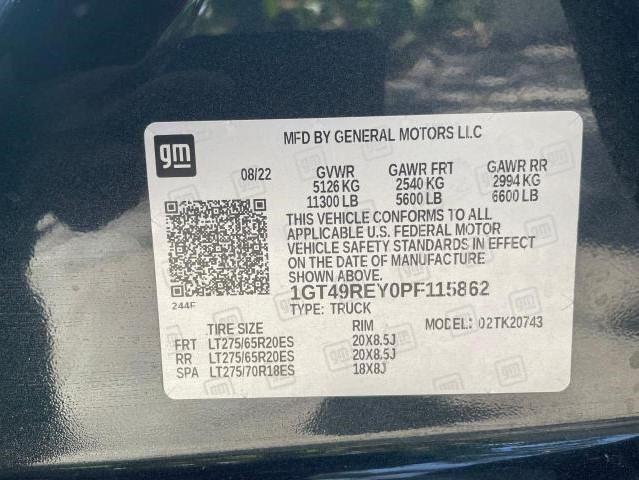 gm
MFD BY GENERAL MOTORS LLC
08/22 GVWR GAWR FRT GAWR RR
5126 KG 2540 KG 2994 KG
11300 LB 5600 LB 6600 LB
THIS VEHICLE CONFORMS TO ALL
APPLICABLE U.S. FEDERAL MOTOR
VEHICLE SAFETY STANDARDS IN EFFECT
ON THE DATE OF MANUFACTURE
SHOWN ABOVE.
1GT49REY0PF115862
244F
TYPE: TRUCK
TIRE SIZE RIM MODEL: 02TK20743
FRT LT275/65R20ES 20X8.5J
RR LT275/65R20ES 20X8.5J
SPA LT275/70R18ES 18X8J